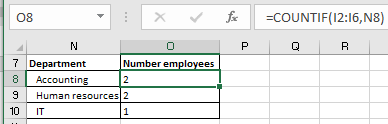 O8 fx =COUNTIF(I2:I6,N8)
N O P Q R
7 Department Number employees
8 Accounting 2
9 Human resources 2
10 IT 1